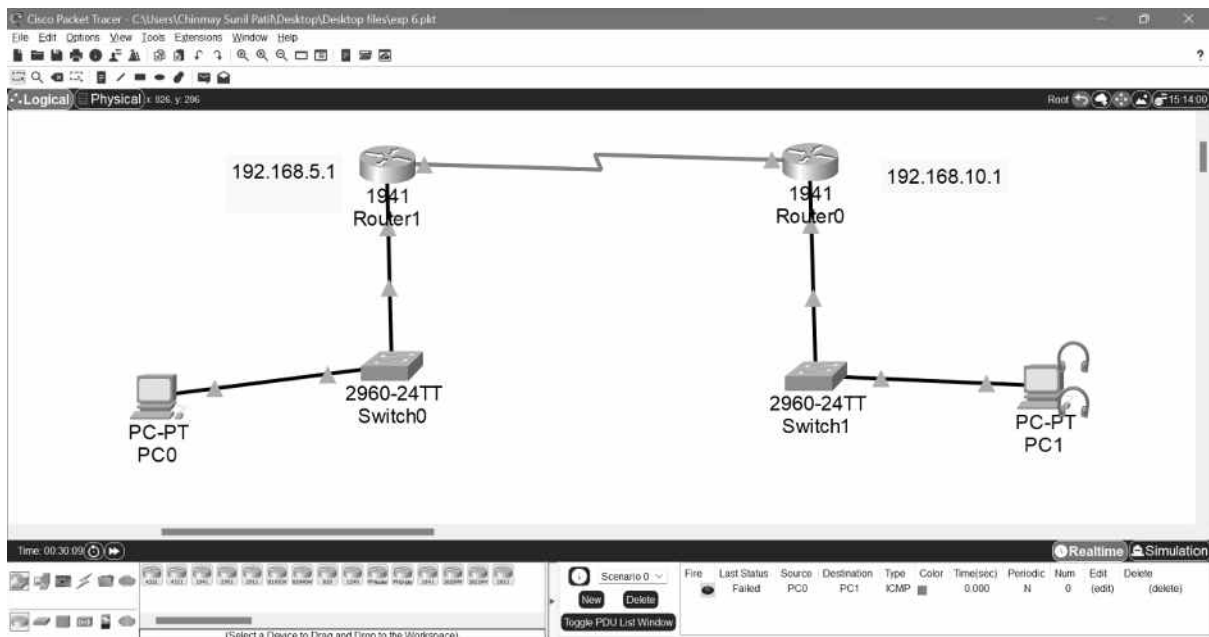 Cisco Packet Tracer - C:\Users\Chinmay Sunil Patil\Desktop\Desktop files\exp 6.pkt
File Edit Options View Tools Extensions Window Help
?
Logical Physical x: 826, y: 286 Root 15:14:00
192.168.5.1
1941
Router1
1941
Router0
192.168.10.1
2960-24TT
Switch0
2960-24TT
Switch1
PC-PT
PC0
PC-PT
PC1
Time: 00:30:09 Realtime Simulation
Scenario 0
New Delete
Toggle PDU List Window
Fire Last Status Source Destination Type Color Time(sec) Periodic Num Edit Delete
Failed PC0 PC1 ICMP 0.000 N 0 (edit) (delete)
(Select a Device to Drag and Drop to the Workspace)